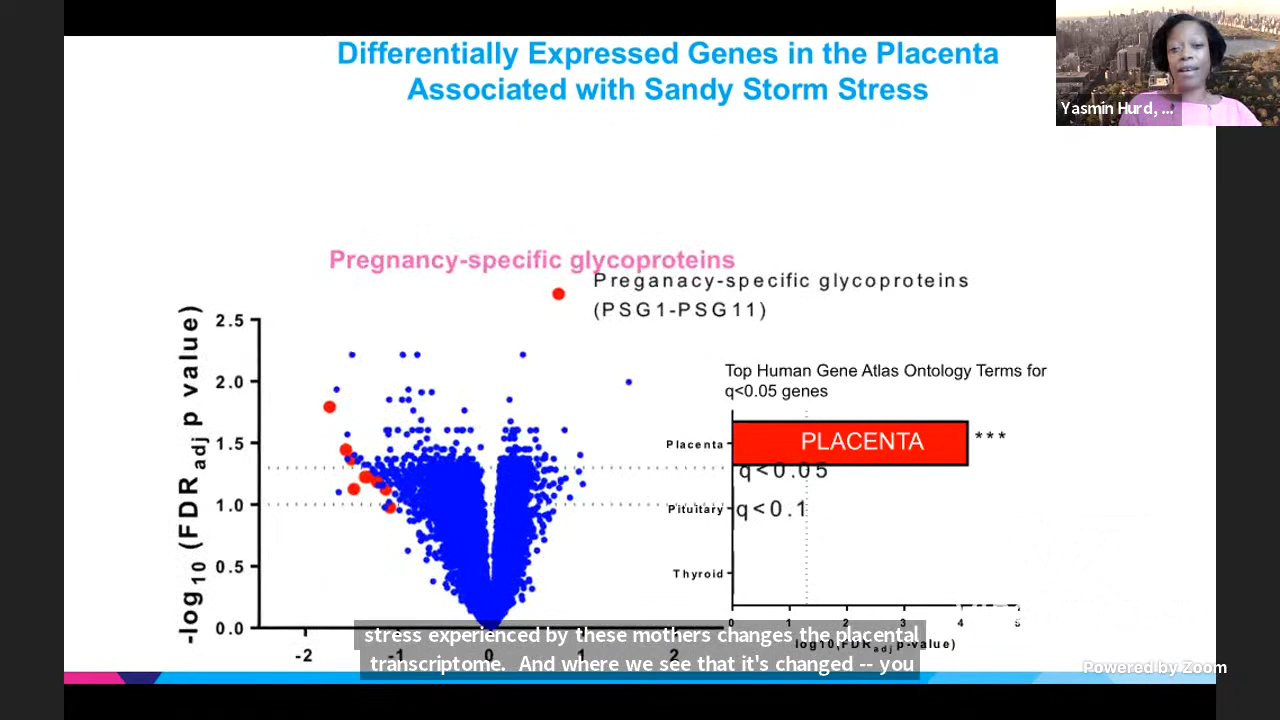 Differentially Expressed Genes in the Placenta
Associated with Sandy Storm Stress
Yasmin Hurd, ...
Pregnancy-specific glycoproteins
Preganacy-specific glycoproteins
(PSG1-PSG11)
-log10 (FDRadj p value)
2.5
2.0
1.5
1.0
0.5
0.0
-2
-1
0
1
2
Top Human Gene Atlas Ontology Terms for
q<0.05 genes
Placenta
PLACENTA
***
q<0.05
Pituitary
q<0.1
Thyroid
0
1
2
3
4
5
log10(FDRadj p-value)
stress experienced by these mothers changes the placental
transcriptome. And where we see that it's changed -- you
Powered by Zoom